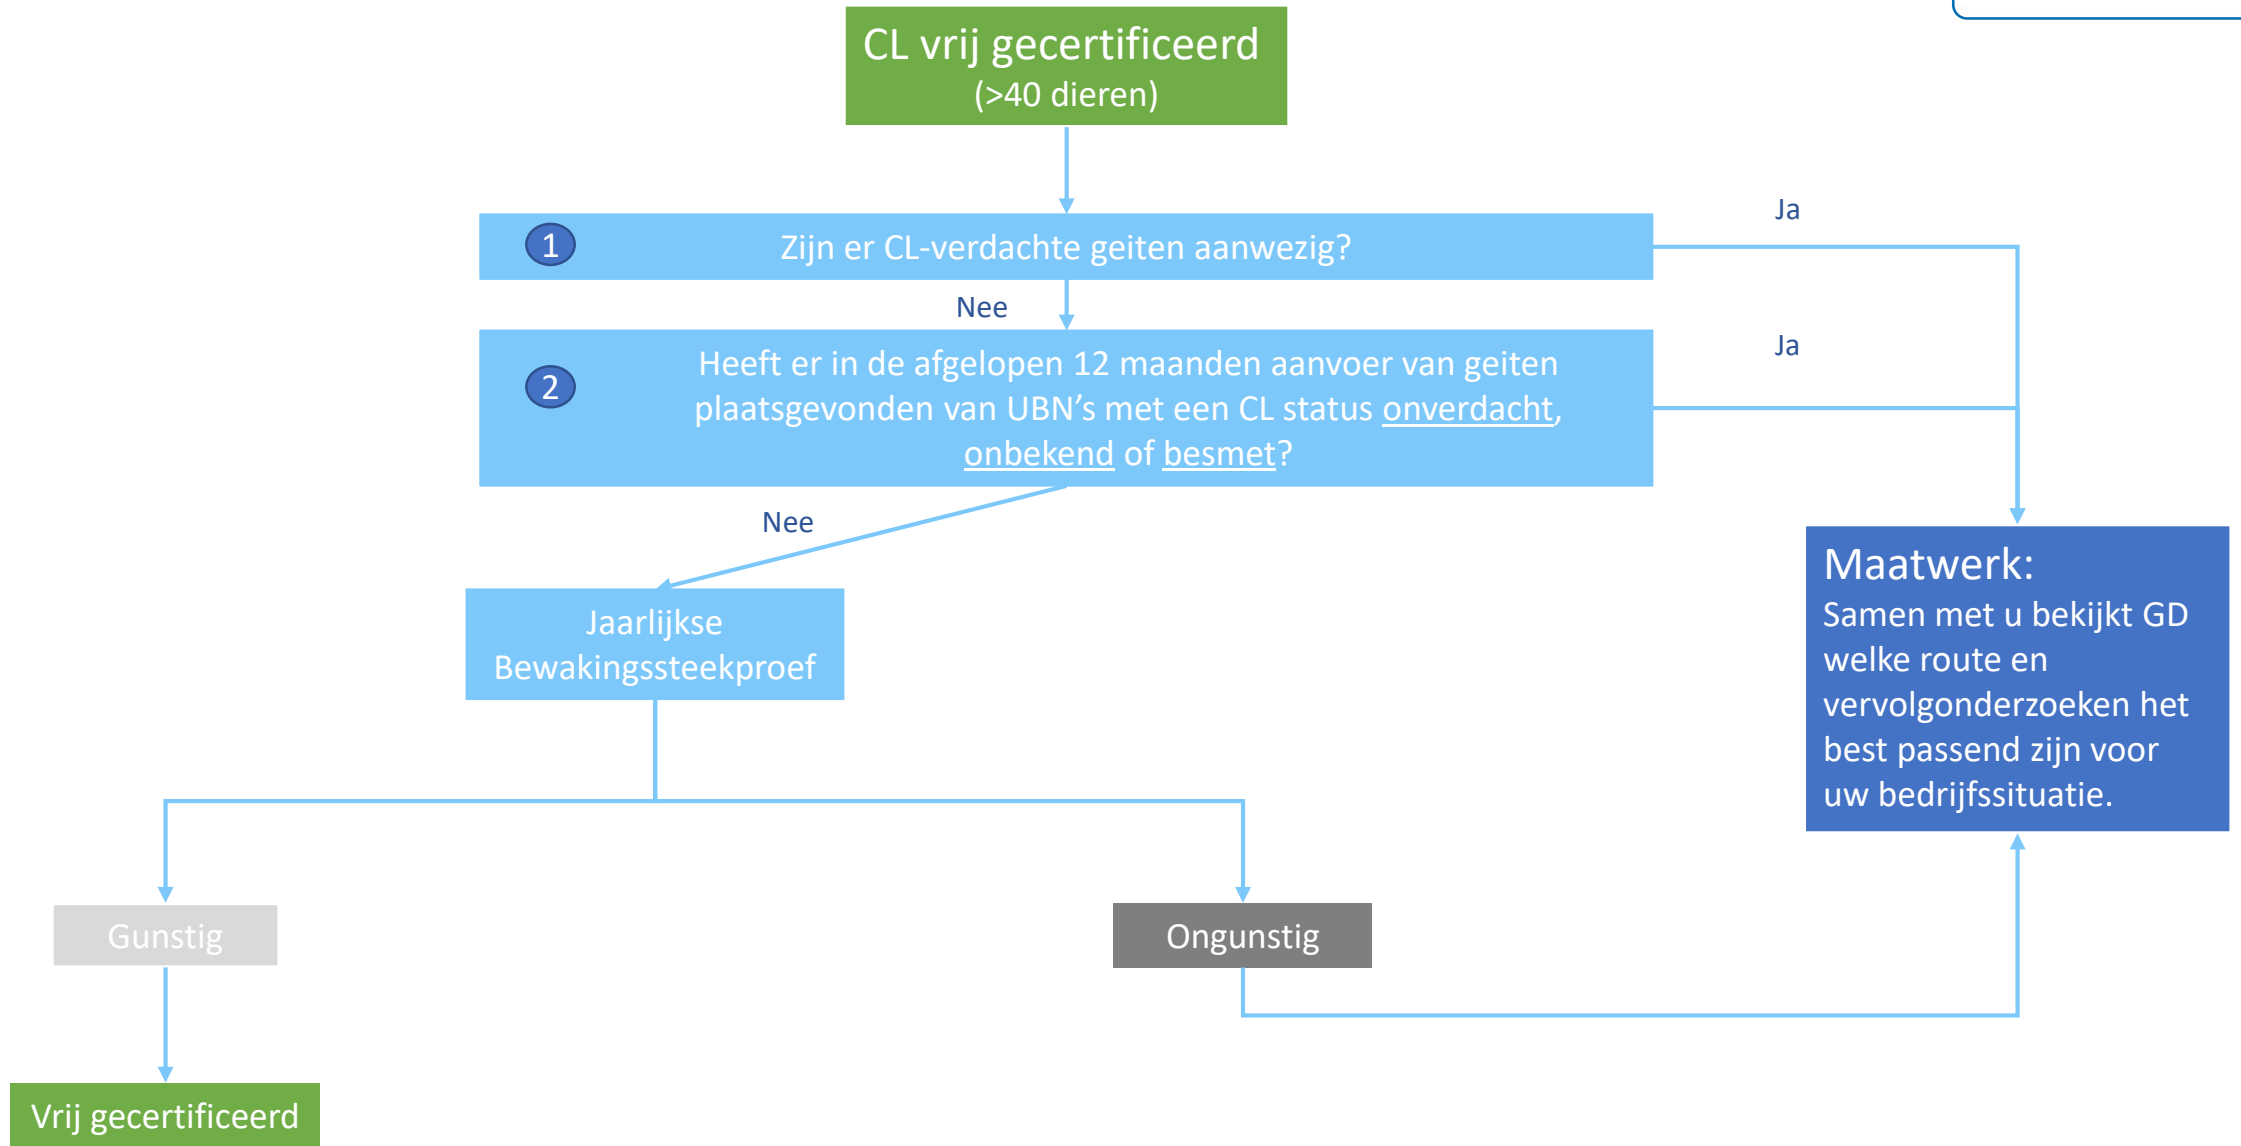 CL vrij gecertificeerd
(>40 dieren)
Ja
1
Zijn er CL-verdachte geiten aanwezig?
Nee
Ja
2
Heeft er in de afgelopen 12 maanden aanvoer van geiten
plaatsgevonden van UBN’s met een CL status onverdacht,
onbekend of besmet?
Nee
Maatwerk:
Samen met u bekijkt GD
welke route en
vervolgonderzoeken het
best passend zijn voor
uw bedrijfssituatie.
Jaarlijkse
Bewakingssteekproef
Gunstig
Ongunstig
Vrij gecertificeerd